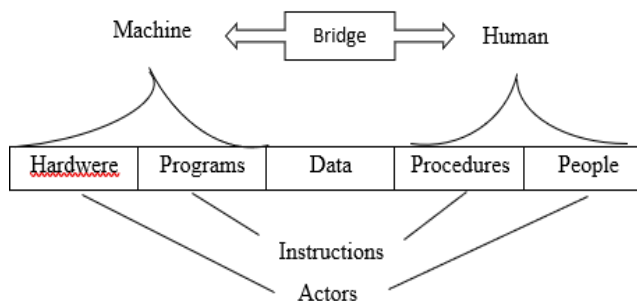 Machine
Bridge
Human
Hardwere Programs Data Procedures People
Instructions
Actors